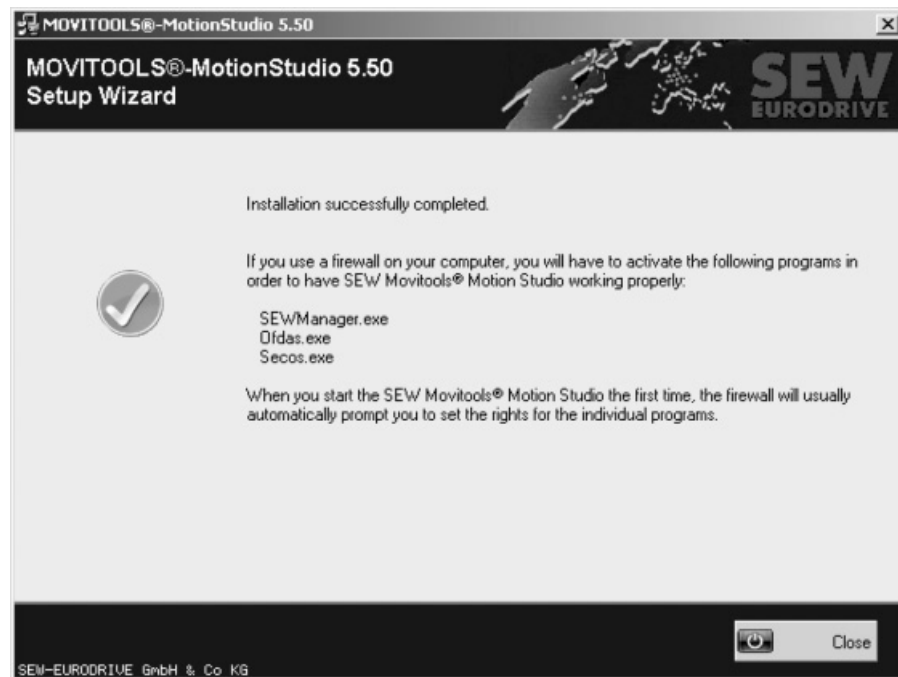 MOVITOOLS®-MotionStudio 5.50
MOVITOOLS®-MotionStudio 5.50
Setup Wizard
SEW
EURODRIVE
Installation successfully completed.
If you use a firewall on your computer, you will have to activate the following programs in
order to have SEW Movitools® Motion Studio working properly:
SEWManager.exe
Ofdas.exe
Secos.exe
When you start the SEW Movitools® Motion Studio the first time, the firewall will usually
automatically prompt you to set the rights for the individual programs.
Close
SEW-EURODRIVE GmbH & Co KG